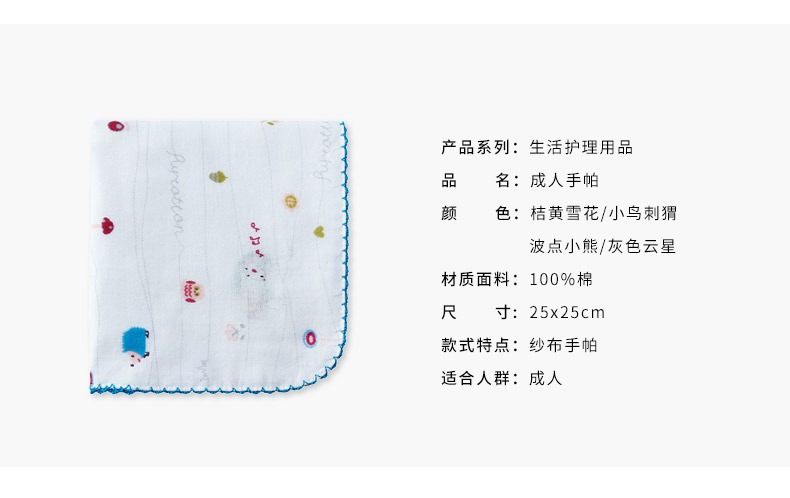 产品系列：生活护理用品
品 名：成人手帕
颜 色：桔黄雪花/小鸟刺猬
波点小熊/灰色云星
材质面料：100%棉
尺 寸：25x25cm
款式特点：纱布手帕
适合人群：成人
Purcotton